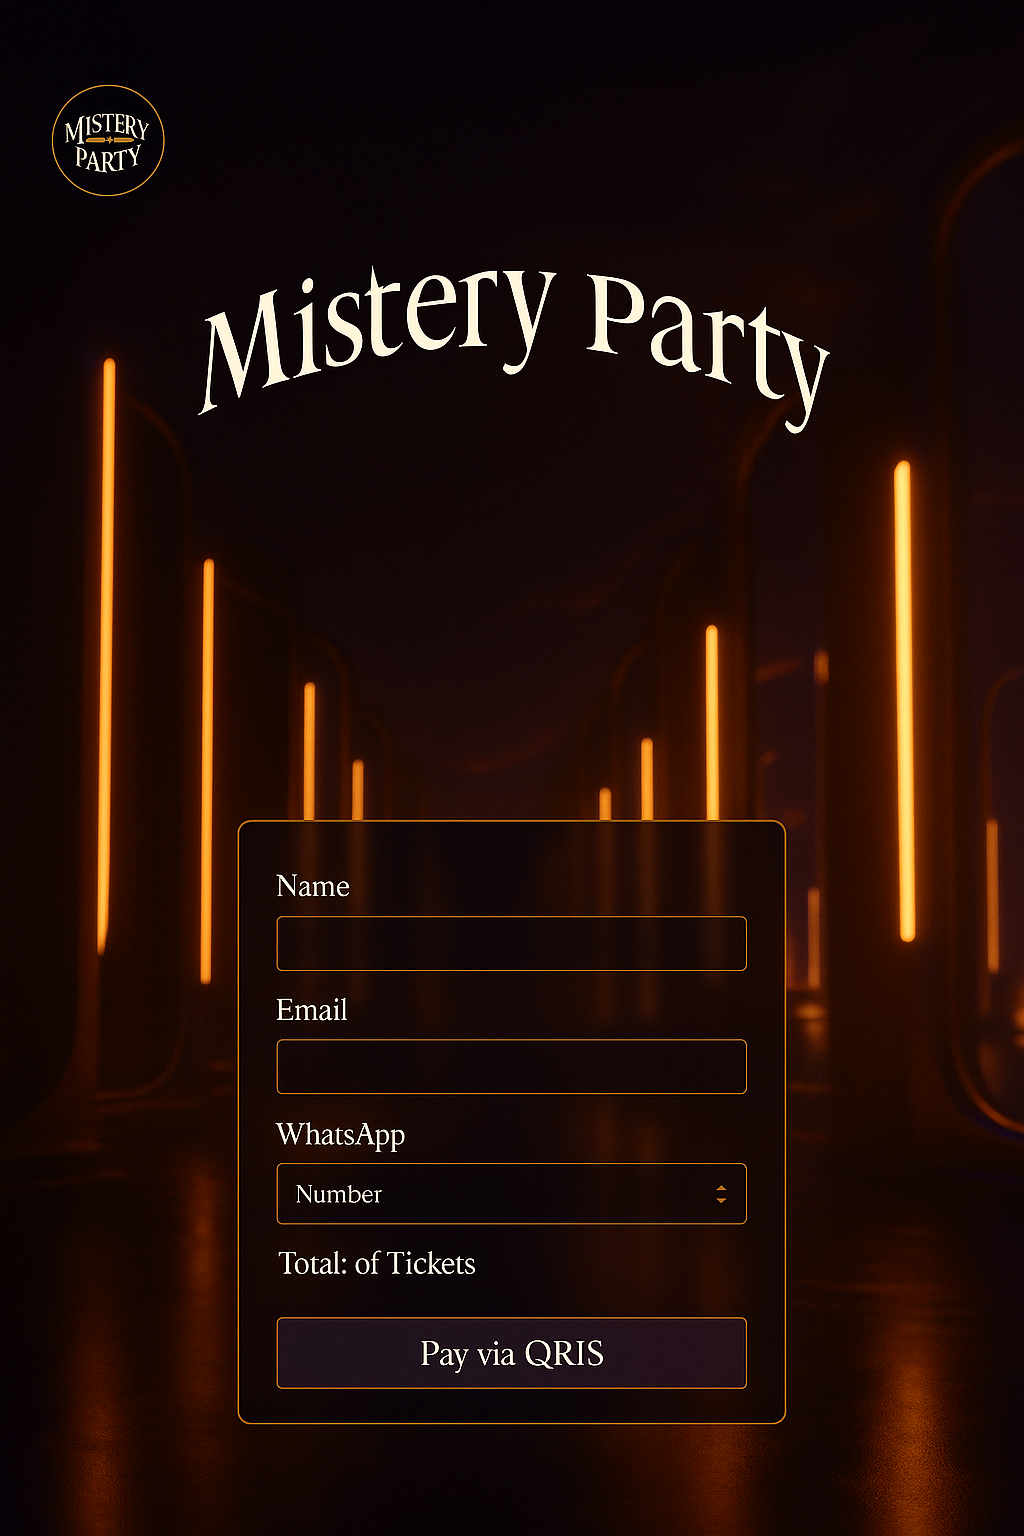 MISTERY
PARTY
Mistery Party
Name
Email
WhatsApp
Number
Total: of Tickets
Pay via QRIS